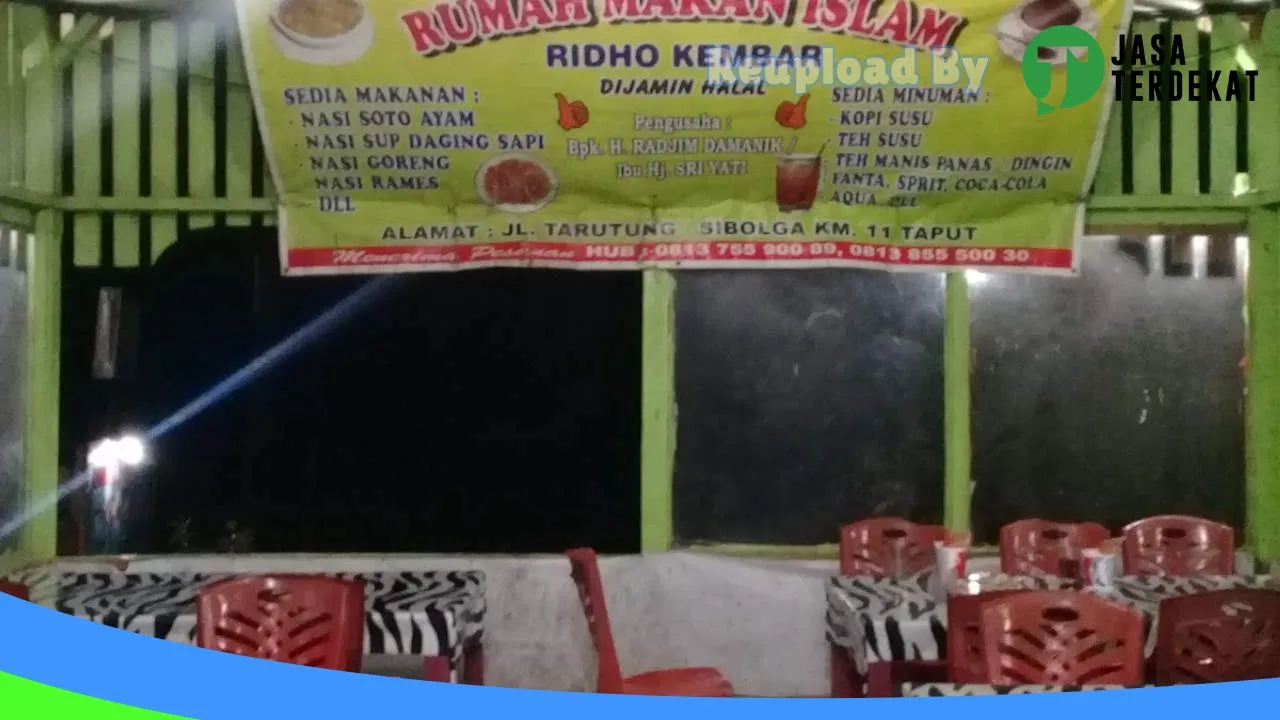 RUMAH MAKAN ISLAM
RIDHO KEMBAR
DIJAMIN HALAL
SEDIA MAKANAN :
- NASI SOTO AYAM
- NASI SUP DAGING SAPI
- NASI GORENG
NASI RAMES
DLL
Pengusaha :
Bpk. H. RADJIM DAMANIK /
Ibu Hj. SRI YATI
SEDIA MINUMAN :
- KOPI SUSU
- TEH SUSU
TEH MANIS PANAS / DINGIN
FANTA, SPRIT, COCA-COLA
AQUA, DLL
ALAMAT : JL. TARUTUNG - SIBOLGA KM. 11 TAPUT
Menerima Pesanan HUB : 0813 755 900 89, 0813 855 500 30
Reupload By
JASA
TERDEKAT